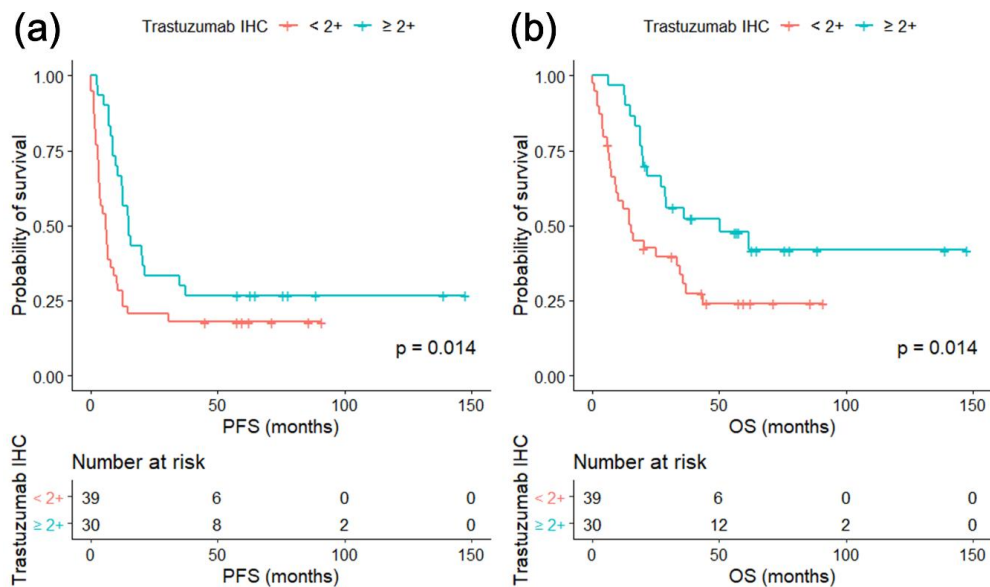 (a)
Trastuzumab IHC < 2+ ≥ 2+
Probability of survival
1.00
0.75
0.50
0.25
0.00
p = 0.014
0 50 100 150
PFS (months)
Trastuzumab IHC
Number at risk
< 2+ 39 6 0 0
≥ 2+ 30 8 2 0
0 50 100 150
PFS (months)
(b)
Trastuzumab IHC < 2+ ≥ 2+
Probability of survival
1.00
0.75
0.50
0.25
0.00
p = 0.014
0 50 100 150
OS (months)
Trastuzumab IHC
Number at risk
< 2+ 39 6 0 0
≥ 2+ 30 12 2 0
0 50 100 150
OS (months)